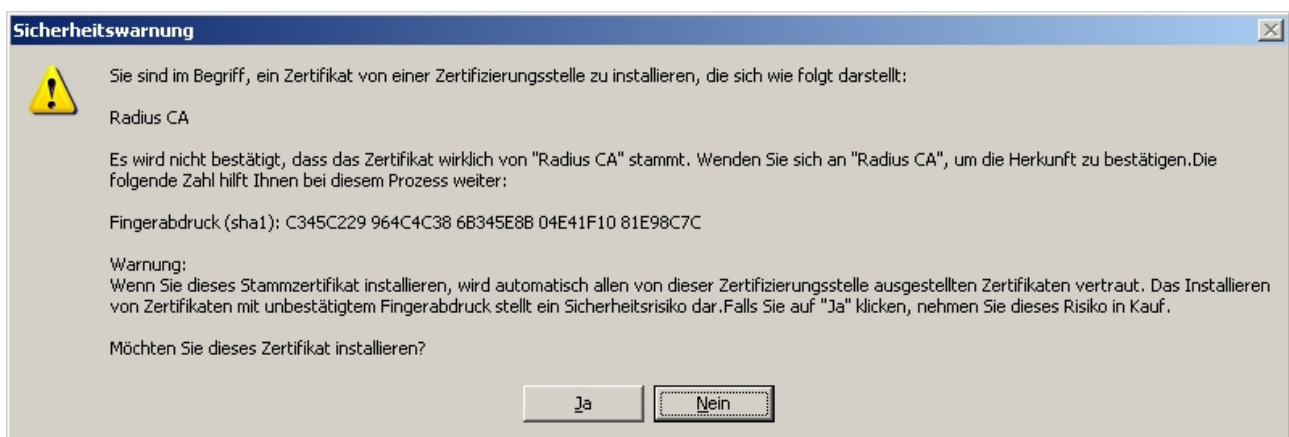 Sicherheitswarnung
Sie sind im Begriff, ein Zertifikat von einer Zertifizierungsstelle zu installieren, die sich wie folgt darstellt:
Radius CA
Es wird nicht bestätigt, dass das Zertifikat wirklich von "Radius CA" stammt. Wenden Sie sich an "Radius CA", um die Herkunft zu bestätigen.Die
folgende Zahl hilft Ihnen bei diesem Prozess weiter:
Fingerabdruck (sha1): C345C229 964C4C38 6B345E8B 04E41F10 81E98C7C
Warnung:
Wenn Sie dieses Stammzertifikat installieren, wird automatisch allen von dieser Zertifizierungsstelle ausgestellten Zertifikaten vertraut. Das Installieren
von Zertifikaten mit unbestätigtem Fingerabdruck stellt ein Sicherheitsrisiko dar.Falls Sie auf "Ja" klicken, nehmen Sie dieses Risiko in Kauf.
Möchten Sie dieses Zertifikat installieren?
Ja
Nein